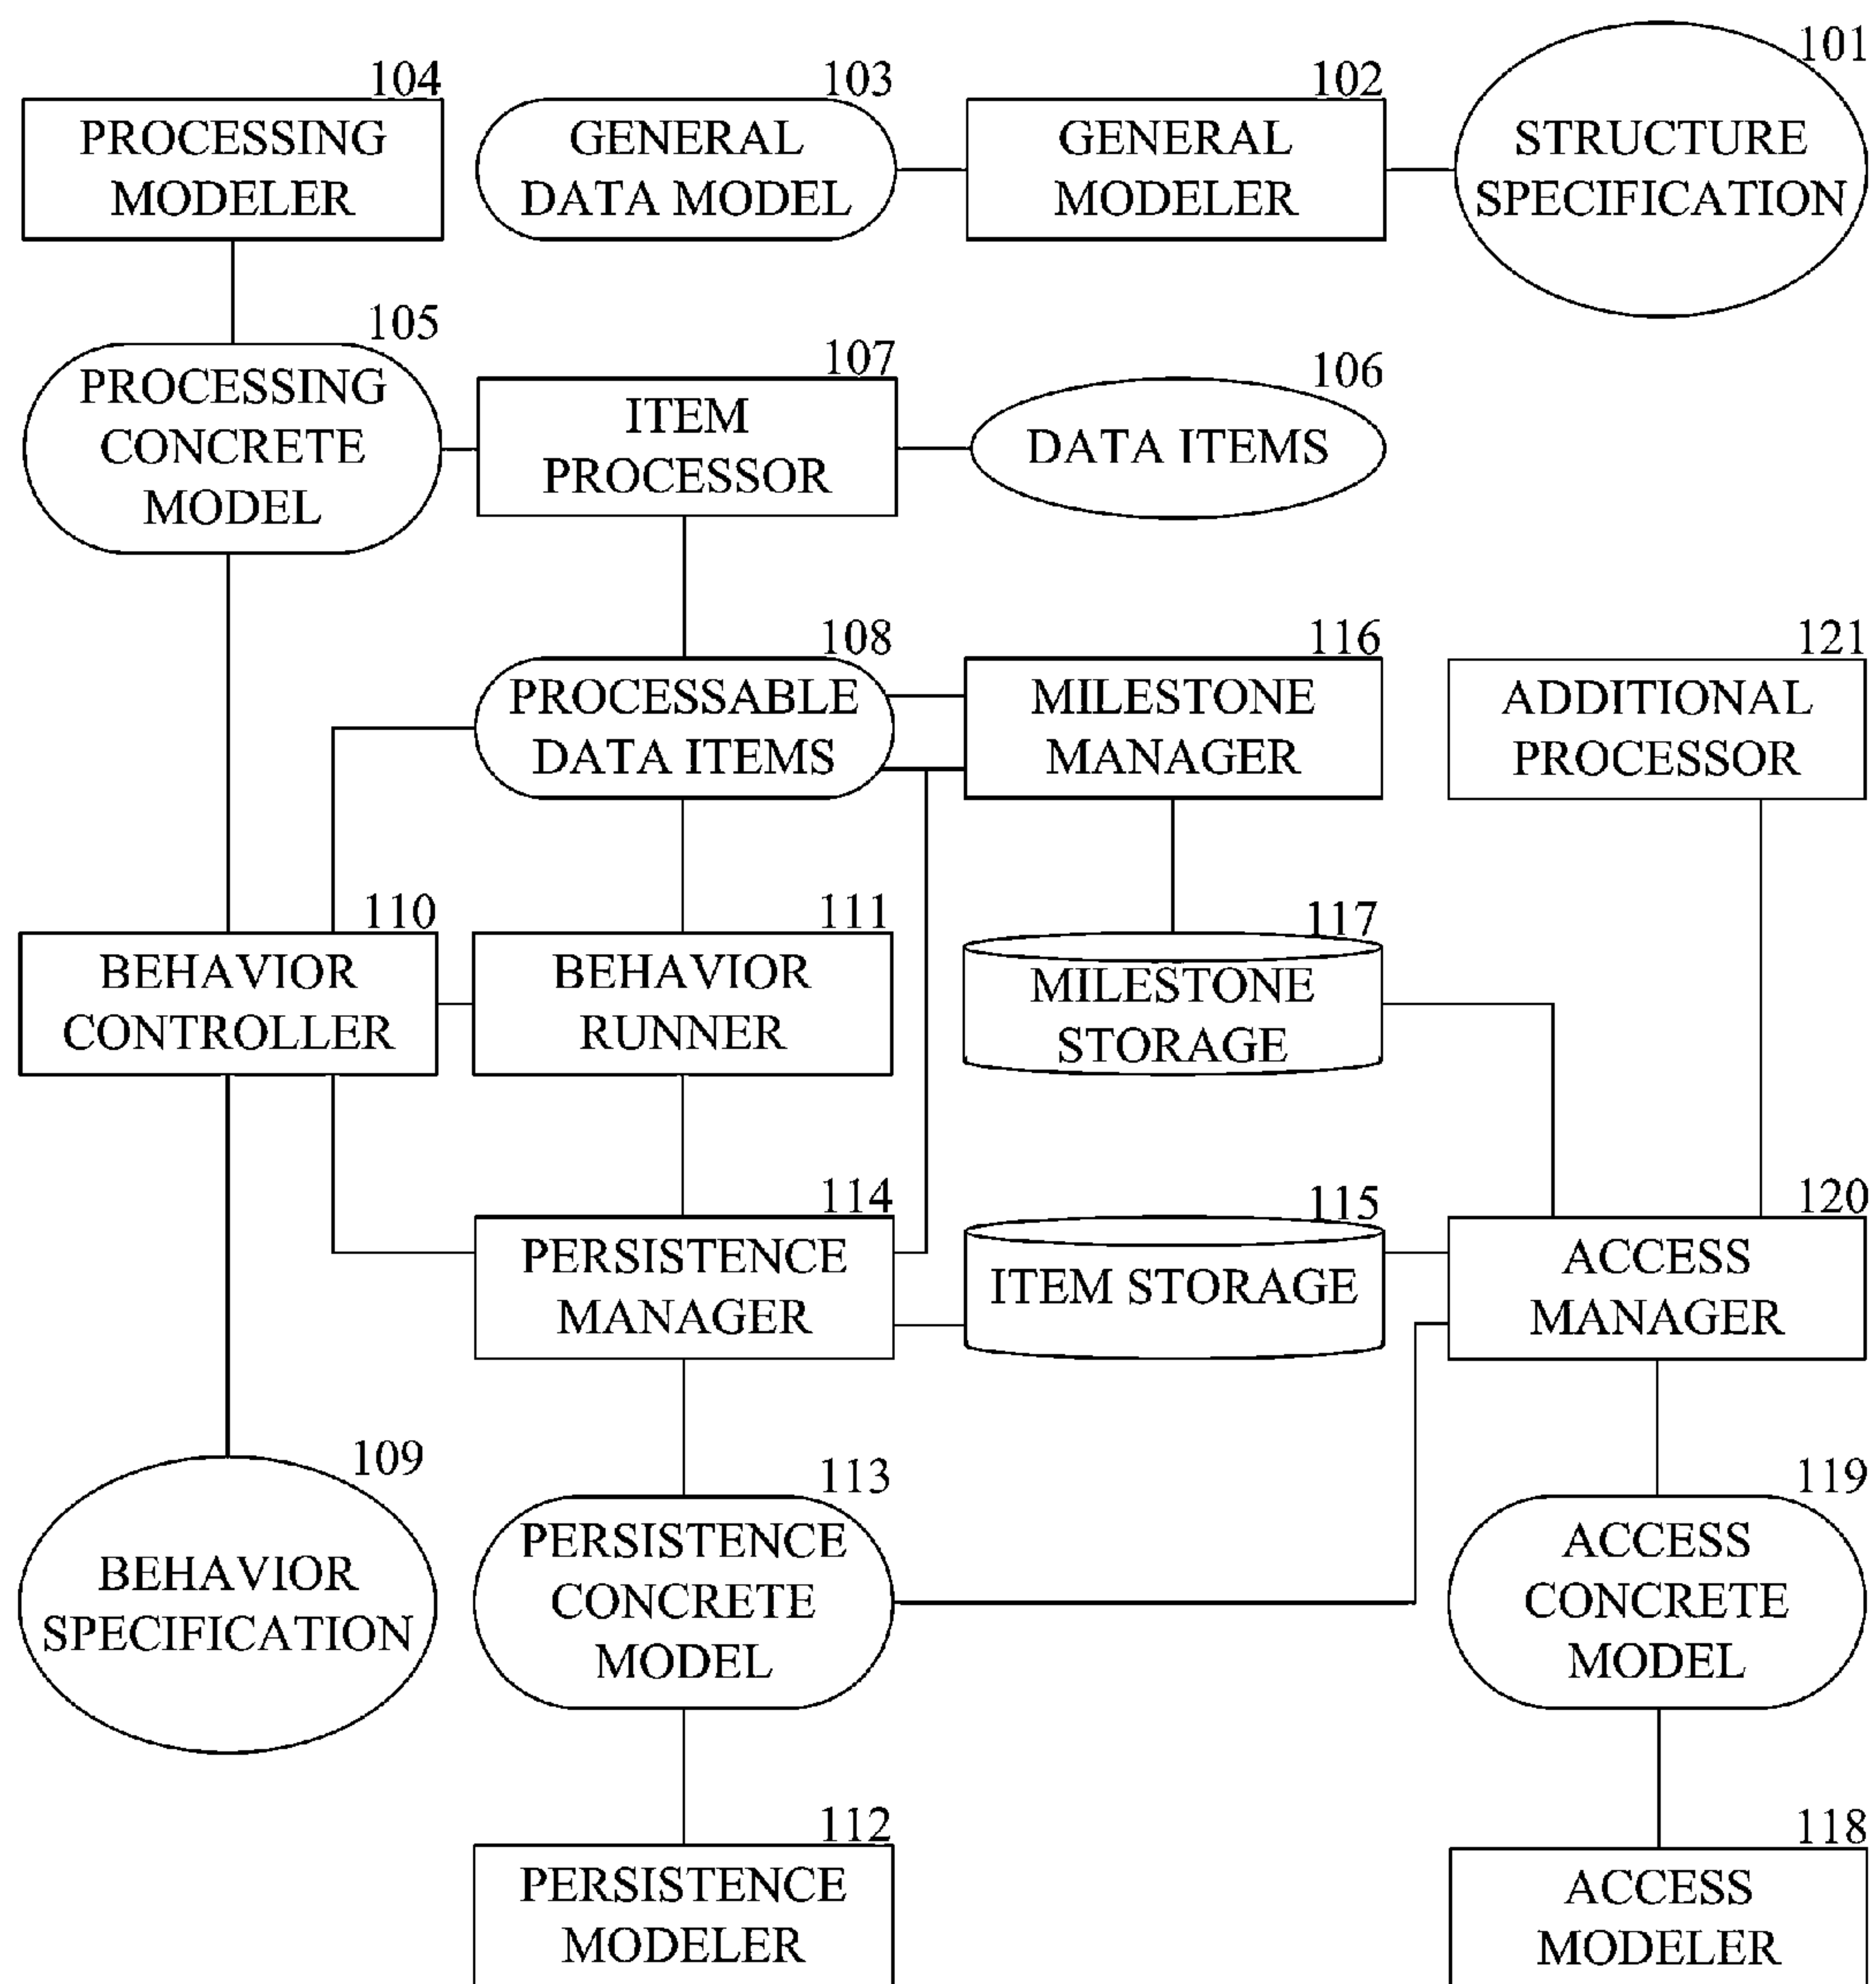 104
PROCESSING
MODELER
103
GENERAL
DATA MODEL
102
GENERAL
MODELER
101
STRUCTURE
SPECIFICATION
105
PROCESSING
CONCRETE
MODEL
107
ITEM
PROCESSOR
106
DATA ITEMS
108
PROCESSABLE
DATA ITEMS
116
MILESTONE
MANAGER
121
ADDITIONAL
PROCESSOR
110
BEHAVIOR
CONTROLLER
111
BEHAVIOR
RUNNER
117
MILESTONE
STORAGE
114
PERSISTENCE
MANAGER
115
ITEM STORAGE
120
ACCESS
MANAGER
109
BEHAVIOR
SPECIFICATION
113
PERSISTENCE
CONCRETE
MODEL
119
ACCESS
CONCRETE
MODEL
112
PERSISTENCE
MODELER
118
ACCESS
MODELER